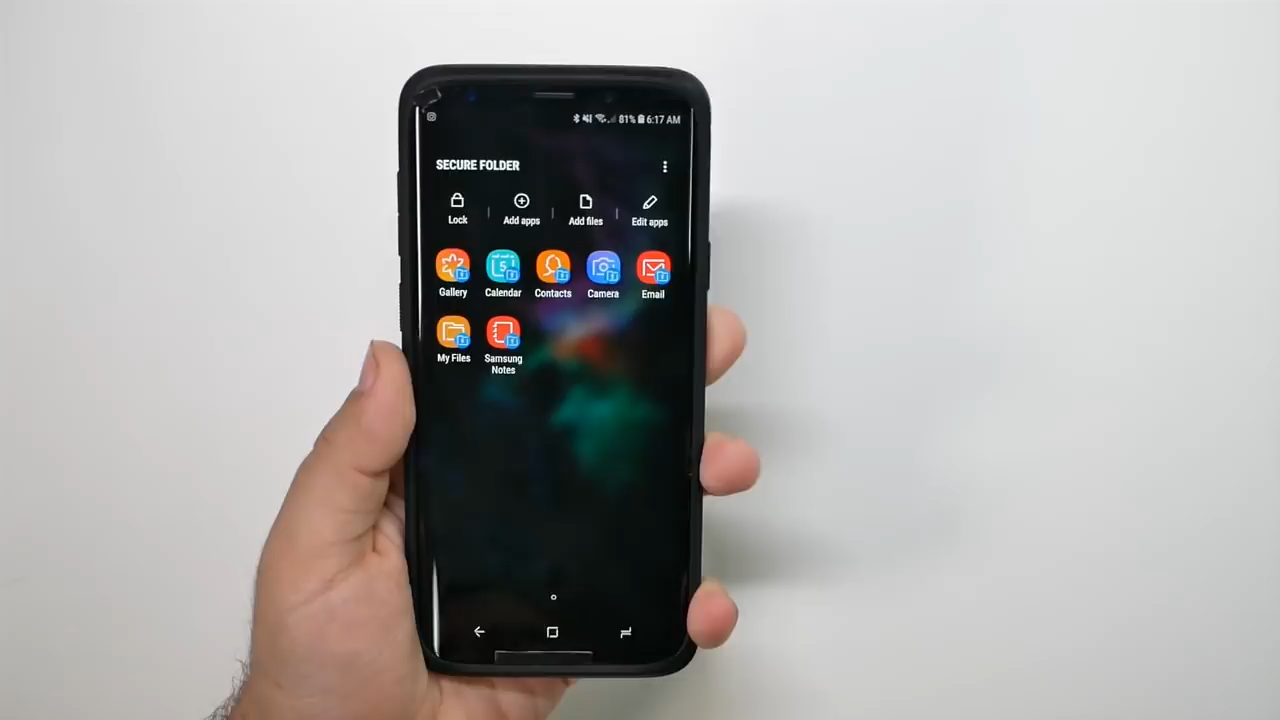 81% 6:17 AM
SECURE FOLDER
Lock Add apps Add files Edit apps
5
Gallery Calendar Contacts Camera Email
My Files Samsung
Notes